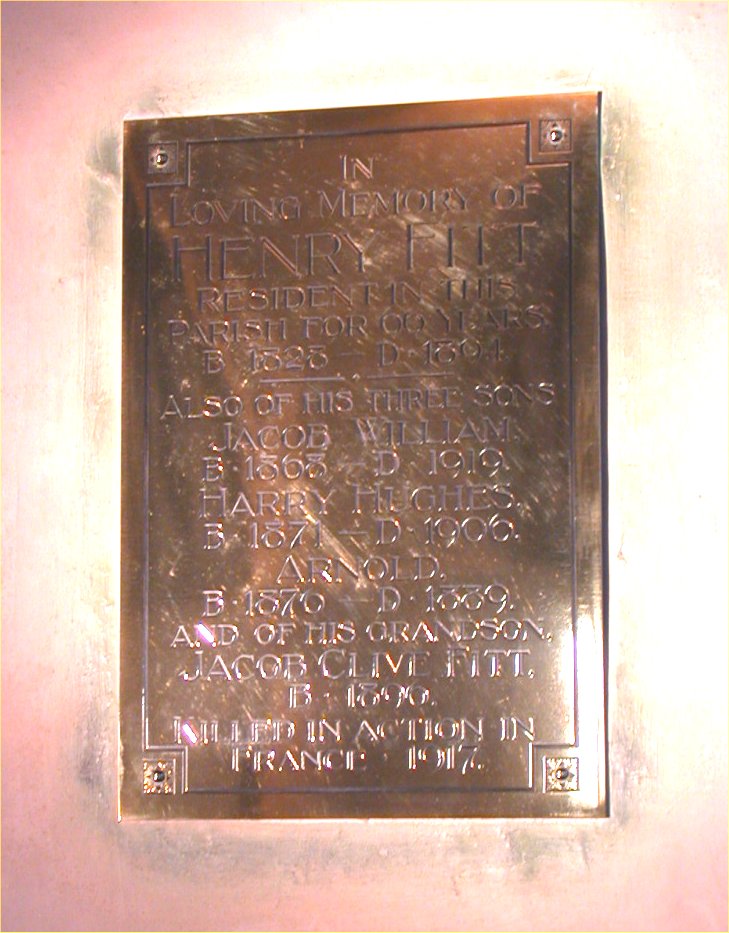 IN
LOVING MEMORY OF
HENRY FITT
RESIDENT IN THIS
PARISH FOR 66 YEARS.
B · 1828 — D · 1894.
ALSO OF HIS THREE SONS
JACOB WILLIAM.
B · 1868 — D · 1919.
HARRY HUGHES.
B · 1871 — D · 1906.
ARNOLD.
B · 1876 — D · 1889.
AND OF HIS GRANDSON,
JACOB CLIVE FITT,
B · 1896.
KILLED IN ACTION IN
FRANCE · 1917.